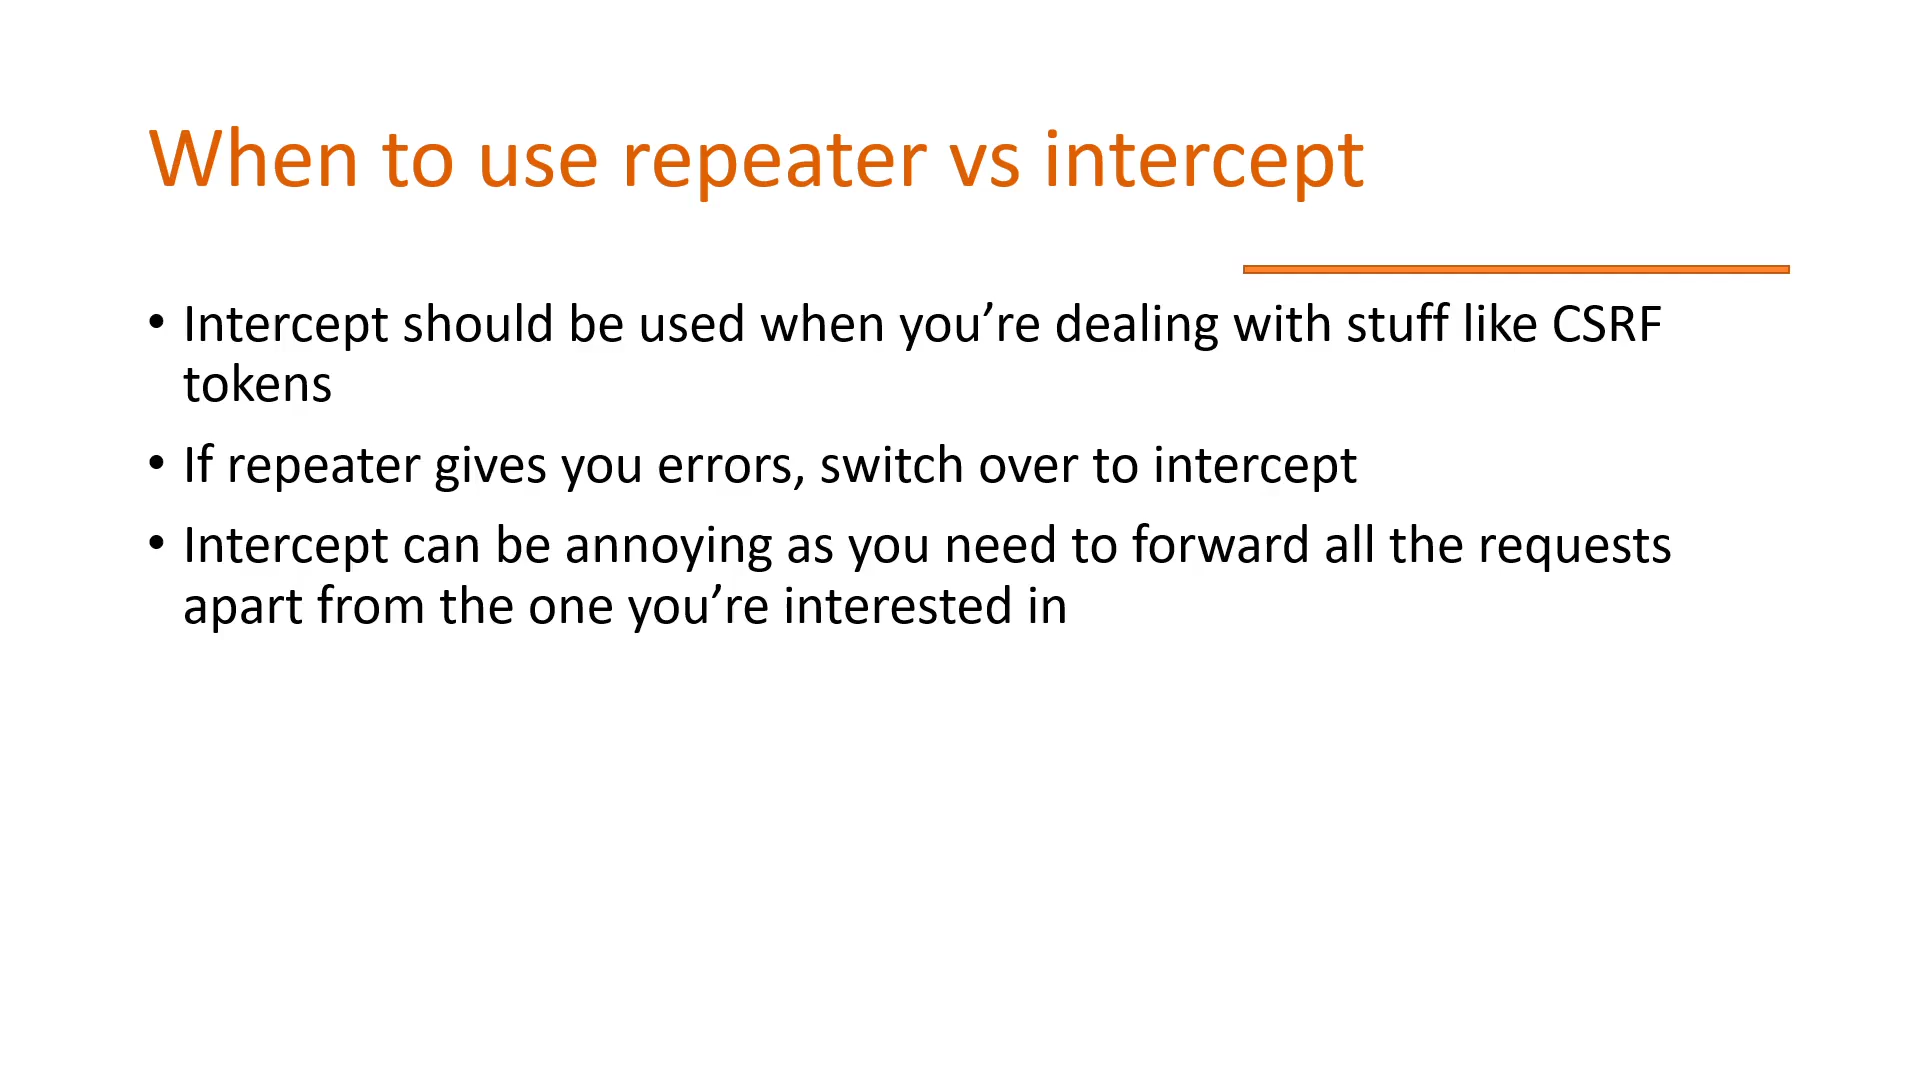 When to use repeater vs intercept
• Intercept should be used when you’re dealing with stuff like CSRF
tokens
• If repeater gives you errors, switch over to intercept
• Intercept can be annoying as you need to forward all the requests
apart from the one you’re interested in